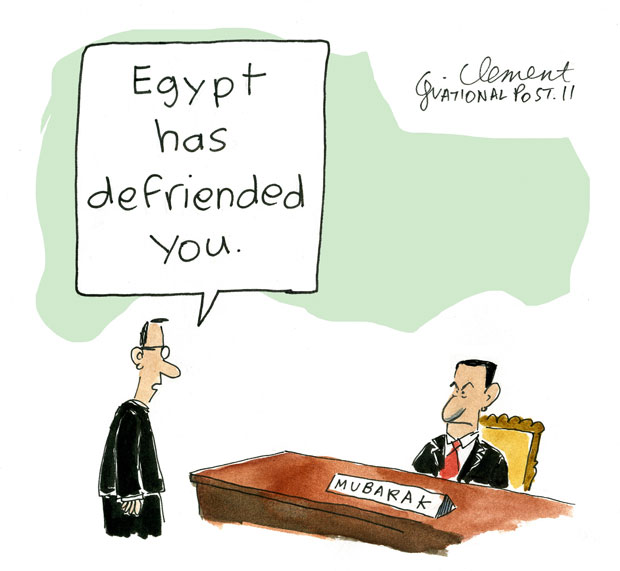 Egypt
has
defriended
you.
G. Clement
NATIONAL POST. 11
MUBARAK